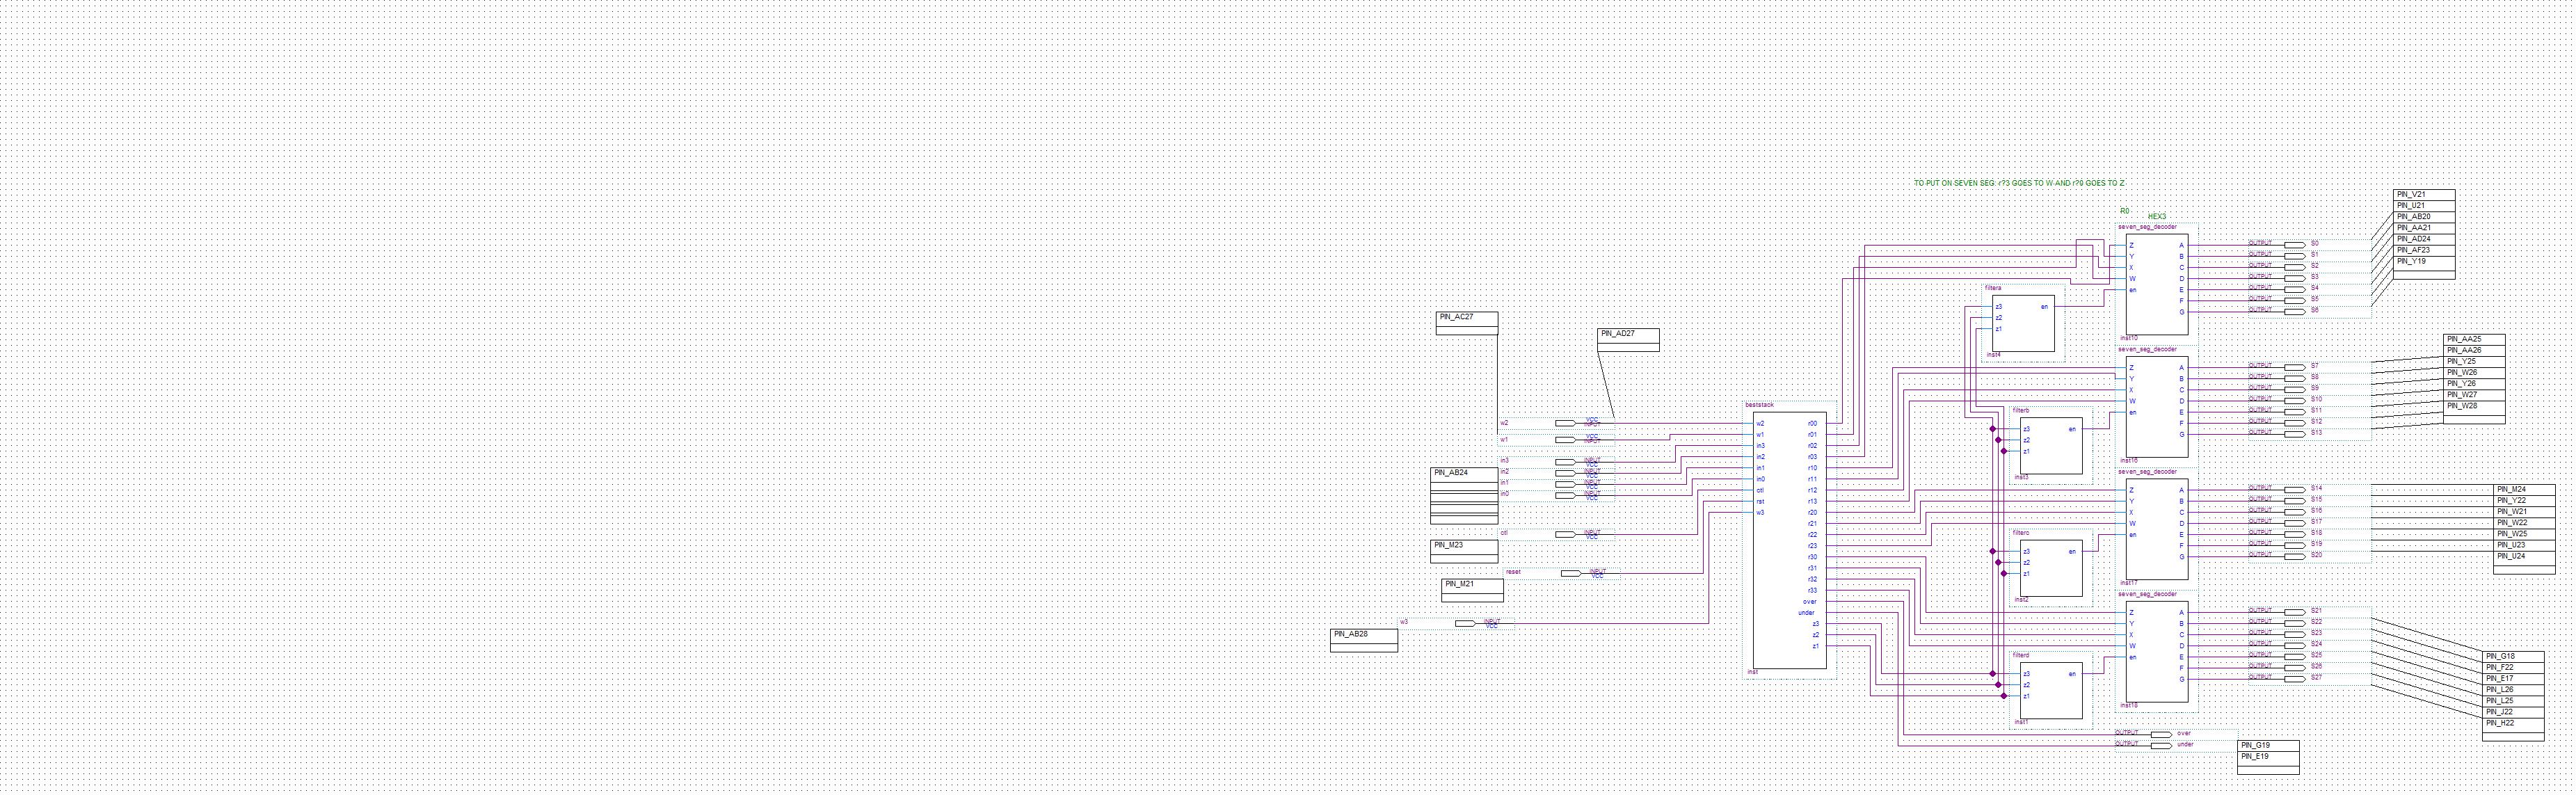 TO PUT ON SEVEN SEG: r?3 GOES TO W AND r?0 GOES TO Z
R0
HEX3
seven_seg_decoder
Z A
Y B
X C
W D
en E
F
G
inst10
OUTPUT S0
OUTPUT S1
OUTPUT S2
OUTPUT S3
OUTPUT S4
OUTPUT S5
OUTPUT S6
PIN_V21
PIN_U21
PIN_AB20
PIN_AA21
PIN_AD24
PIN_AF23
PIN_Y19
filtera
z3 en
z2
z1
inst4
seven_seg_decoder
Z A
Y B
X C
W D
en E
F
G
inst16
OUTPUT S7
OUTPUT S8
OUTPUT S9
OUTPUT S10
OUTPUT S11
OUTPUT S12
OUTPUT S13
PIN_AA25
PIN_AA26
PIN_Y25
PIN_W26
PIN_Y26
PIN_W27
PIN_W28
filterb
z3 en
z2
z1
inst3
PIN_AC27
PIN_AD27
w2 VCC INPUT
w1 VCC INPUT
in3 INPUT VCC
in2 INPUT VCC
in1 INPUT VCC
in0 INPUT VCC
PIN_AB24
ctl INPUT VCC
PIN_M23
reset INPUT VCC
PIN_M21
w3 INPUT VCC
PIN_AB28
beststack
w2 r00
w1 r01
in3 r02
in2 r03
in1 r10
in0 r11
ctl r12
rst r13
w3 r20
r21
r22
r23
r30
r31
r32
r33
over
under
z3
z2
z1
inst
seven_seg_decoder
Z A
Y B
X C
W D
en E
F
G
inst17
OUTPUT S14
OUTPUT S15
OUTPUT S16
OUTPUT S17
OUTPUT S18
OUTPUT S19
OUTPUT S20
PIN_M24
PIN_Y22
PIN_W21
PIN_W22
PIN_W25
PIN_U23
PIN_U24
filterc
z3 en
z2
z1
inst2
seven_seg_decoder
Z A
Y B
X C
W D
en E
F
G
inst18
OUTPUT S21
OUTPUT S22
OUTPUT S23
OUTPUT S24
OUTPUT S25
OUTPUT S26
OUTPUT S27
PIN_G18
PIN_F22
PIN_E17
PIN_L26
PIN_L25
PIN_J22
PIN_H22
filterd
z3 en
z2
z1
inst1
OUTPUT over
OUTPUT under
PIN_G19
PIN_E19